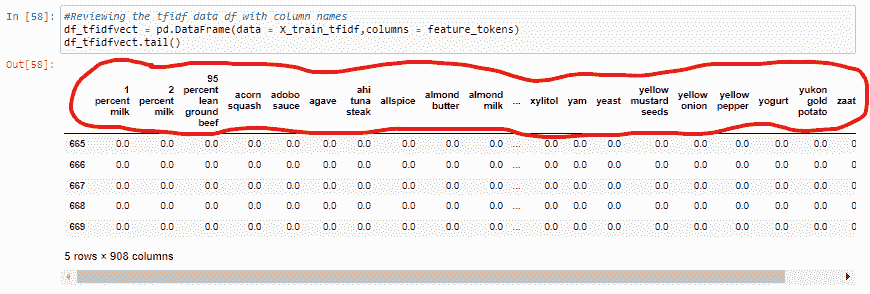 In [58]: #Reviewing the tfidf data df with column names
df_tfidfvect = pd.DataFrame(data = X_train_tfidf,columns = feature_tokens)
df_tfidfvect.tail()
Out[58]:
1 percent milk 2 percent milk 95 percent lean ground beef acorn squash adobo sauce agave ahi tuna steak allspice almond butter almond milk ... xylitol yam yeast yellow mustard seeds yellow onion yellow pepper yogurt yukon gold potato zaat
665 0.0 0.0 0.0 0.0 0.0 0.0 0.0 0.0 0.0 0.0 ... 0.0 0.0 0.0 0.0 0.0 0.0 0.0 0.0 0
666 0.0 0.0 0.0 0.0 0.0 0.0 0.0 0.0 0.0 0.0 ... 0.0 0.0 0.0 0.0 0.0 0.0 0.0 0.0 0
667 0.0 0.0 0.0 0.0 0.0 0.0 0.0 0.0 0.0 0.0 ... 0.0 0.0 0.0 0.0 0.0 0.0 0.0 0.0 0
668 0.0 0.0 0.0 0.0 0.0 0.0 0.0 0.0 0.0 0.0 ... 0.0 0.0 0.0 0.0 0.0 0.0 0.0 0.0 0
669 0.0 0.0 0.0 0.0 0.0 0.0 0.0 0.0 0.0 0.0 ... 0.0 0.0 0.0 0.0 0.0 0.0 0.0 0.0 0
5 rows × 908 columns